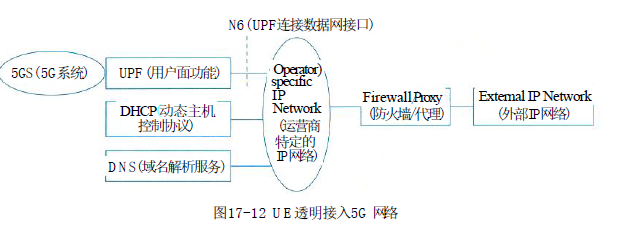 N6(UPF连接数据网接口)
5GS(5G系统)
UPF(用户面功能)
DHCP(动态主机
控制协议)
DNS(域名解析服务)
Operator)
specific
IP
Network
(运营商
特定的
IP网络)
Firewall,Proxy
(防火墙/代理)
External IP Network
(外部IP网络)
图17-12 UE透明接入5G 网络